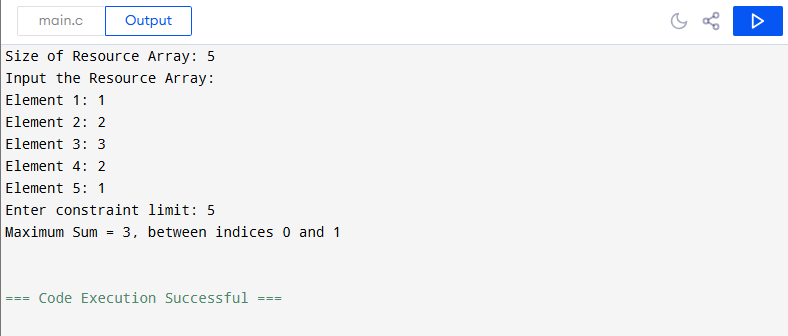 main.c Output
Size of Resource Array: 5
Input the Resource Array:
Element 1: 1
Element 2: 2
Element 3: 3
Element 4: 2
Element 5: 1
Enter constraint limit: 5
Maximum Sum = 3, between indices 0 and 1
=== Code Execution Successful ===